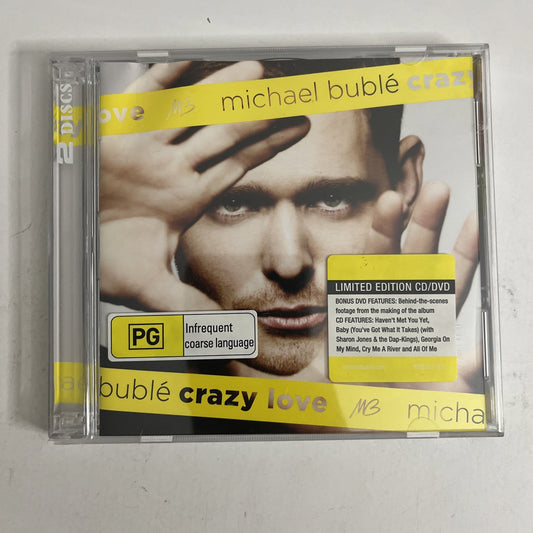 2 DISCS
love MB michael bublé crazy
LIMITED EDITION CD/DVD
BONUS DVD FEATURES: Behind-the-scenes
footage from the making of the album
CD FEATURES: Haven't Met You Yet,
Baby (You've Got What It Takes) (with
Sharon Jones & the Dap-Kings), Georgia On
My Mind, Cry Me A River and All Of Me
PG
Infrequent
coarse language
ael bublé crazy love MB micha